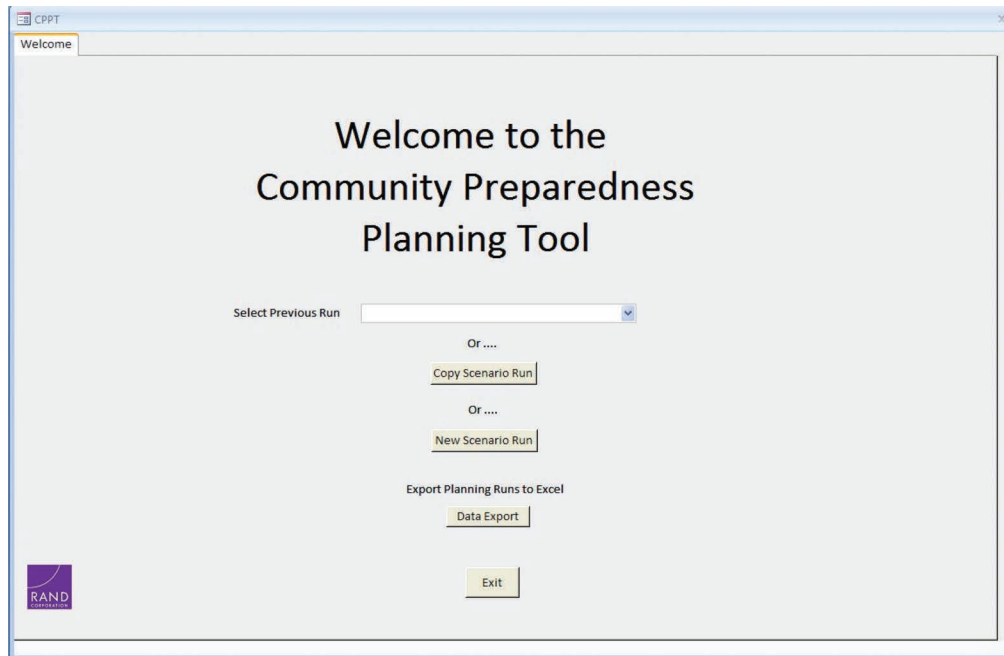 CPPT
Welcome
Welcome to the
Community Preparedness
Planning Tool
Select Previous Run
Or ....
Copy Scenario Run
Or ....
New Scenario Run
Export Planning Runs to Excel
Data Export
Exit
RAND
CORPORATION